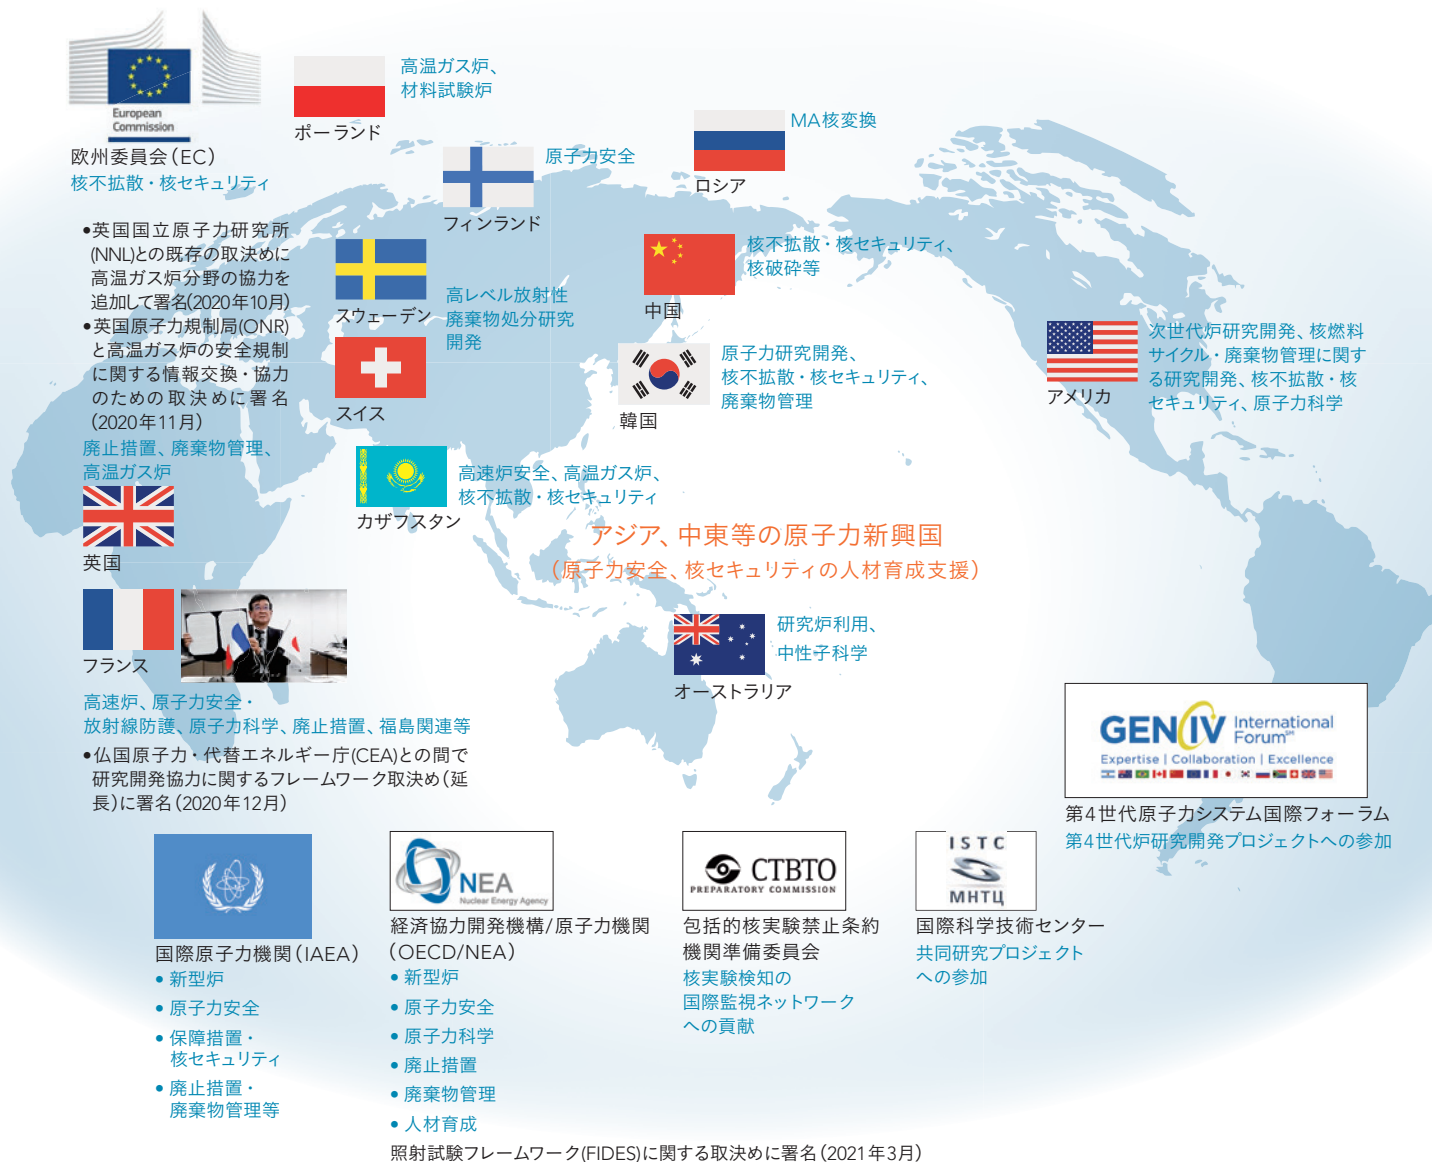 European
Commission
欧州委員会(EC)
核不拡散・核セキュリティ
ポーランド
高温ガス炉、
材料試験炉
フィンランド
原子力安全
ロシア
MA核変換
•英国国立原子力研究所
(NNL)との既存の取決めに
高温ガス炉分野の協力を
追加して署名(2020年10月)
•英国原子力規制局(ONR)
と高温ガス炉の安全規制
に関する情報交換・協力
のための取決めに署名
(2020年11月)
廃止措置、廃棄物管理、
高温ガス炉
英国
スウェーデン
高レベル放射性
廃棄物処分研究
開発
スイス
中国
核不拡散・核セキュリティ、
核破砕等
韓国
原子力研究開発、
核不拡散・核セキュリティ、
廃棄物管理
アメリカ
次世代炉研究開発、核燃料
サイクル・廃棄物管理に関す
る研究開発、核不拡散・核
セキュリティ、原子力科学
カザフスタン
高速炉安全、高温ガス炉、
核不拡散・核セキュリティ
アジア、中東等の原子力新興国
(原子力安全、核セキュリティの人材育成支援)
フランス
高速炉、原子力安全・
放射線防護、原子力科学、廃止措置、福島関連等
•仏国原子力・代替エネルギー庁(CEA)との間で
研究開発協力に関するフレームワーク取決め(延
長)に署名(2020年12月)
オーストラリア
研究炉利用、
中性子科学
GENIV International
Forum℠
Expertise | Collaboration | Excellence
第4世代原子力システム国際フォーラム
第4世代炉研究開発プロジェクトへの参加
国際原子力機関(IAEA)
• 新型炉
• 原子力安全
• 保障措置・
核セキュリティ
• 廃止措置・
廃棄物管理等
NEA
Nuclear Energy Agency
経済協力開発機構/原子力機関
(OECD/NEA)
• 新型炉
• 原子力安全
• 原子力科学
• 廃止措置
• 廃棄物管理
• 人材育成
照射試験フレームワーク(FIDES)に関する取決めに署名(2021年3月)
CTBTO
PREPARATORY COMMISSION
包括的核実験禁止条約
機関準備委員会
核実験検知の
国際監視ネットワーク
への貢献
ISTC
МНТЦ
国際科学技術センター
共同研究プロジェクト
への参加